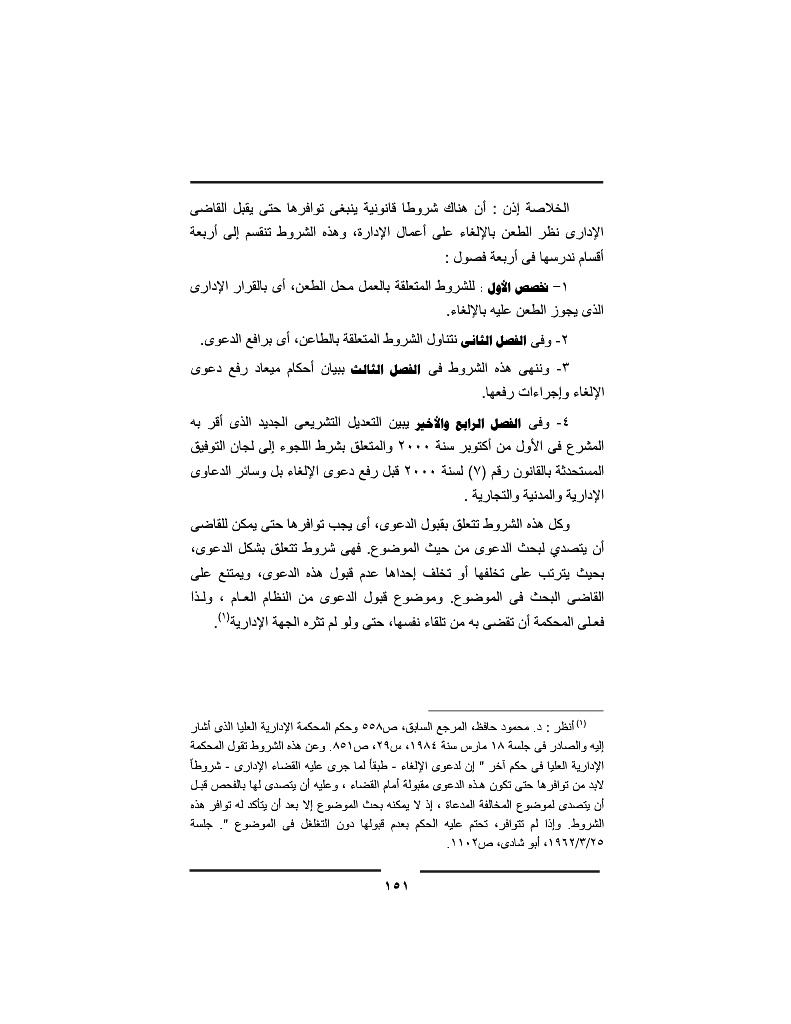 الخلاصة إذن : أن هناك شروطا قانونية ينبغى توافرها حتى يقبل القاضى
الإدارى نظر الطعن بالإلغاء على أعمال الإدارة، وهذه الشروط تنقسم إلى أربعة
أقسام ندرسها فى أربعة فصول :
١- نخصص الأول : للشروط المتعلقة بالعمل محل الطعن، أى بالقرار الإدارى
الذى يجوز الطعن عليه بالإلغاء.
٢- وفى الفصل الثانى نتناول الشروط المتعلقة بالطاعن، أى برافع الدعوى.
٣- وننهى هذه الشروط فى الفصل الثالث ببيان أحكام ميعاد رفع دعوى
الإلغاء وإجراءات رفعها.
٤- وفى الفصل الرابع والأخير يبين التعديل التشريعى الجديد الذى أقر به
المشرع فى الأول من أكتوبر سنة ٢٠٠٠ والمتعلق بشرط اللجوء إلى لجان التوفيق
المستحدثة بالقانون رقم (٧) لسنة ٢٠٠٠ قبل رفع دعوى الإلغاء بل وسائر الدعاوى
الإدارية والمدنية والتجارية .
وكل هذه الشروط تتعلق بقبول الدعوى، أى يجب توافرها حتى يمكن للقاضى
أن يتصدي لبحث الدعوى من حيث الموضوع. فهى شروط تتعلق بشكل الدعوى،
بحيث يترتب على تخلفها أو تخلف إحداها عدم قبول هذه الدعوى، ويمتنع على
القاضى البحث فى الموضوع. وموضوع قبول الدعوى من النظام العام ، ولذا
فعلى المحكمة أن تقضى به من تلقاء نفسها، حتى ولو لم تثره الجهة الإدارية(١).
(١) أنظر : د. محمود حافظ، المرجع السابق، ص٥٥٨ وحكم المحكمة الإدارية العليا الذى أشار
إليه والصادر فى جلسة ١٨ مارس سنة ١٩٨٤، س٢٩، ص٨٥١. وعن هذه الشروط تقول المحكمة
الإدارية العليا فى حكم آخر " إن لدعوى الإلغاء - طبقاً لما جرى عليه القضاء الإدارى - شروطاً
لابد من توافرها حتى تكون هذه الدعوى مقبولة أمام القضاء ، وعليه أن يتصدى لها بالفحص قبل
أن يتصدى لموضوع المخالفة المدعاة ، إذ لا يمكنه بحث الموضوع إلا بعد أن يتأكد له توافر هذه
الشروط. وإذا لم تتوافر، تحتم عليه الحكم بعدم قبولها دون التغلغل فى الموضوع ". جلسة
١٩٦٢/٣/٢٥، أبو شادى، ص١١٠٢.
١٥١